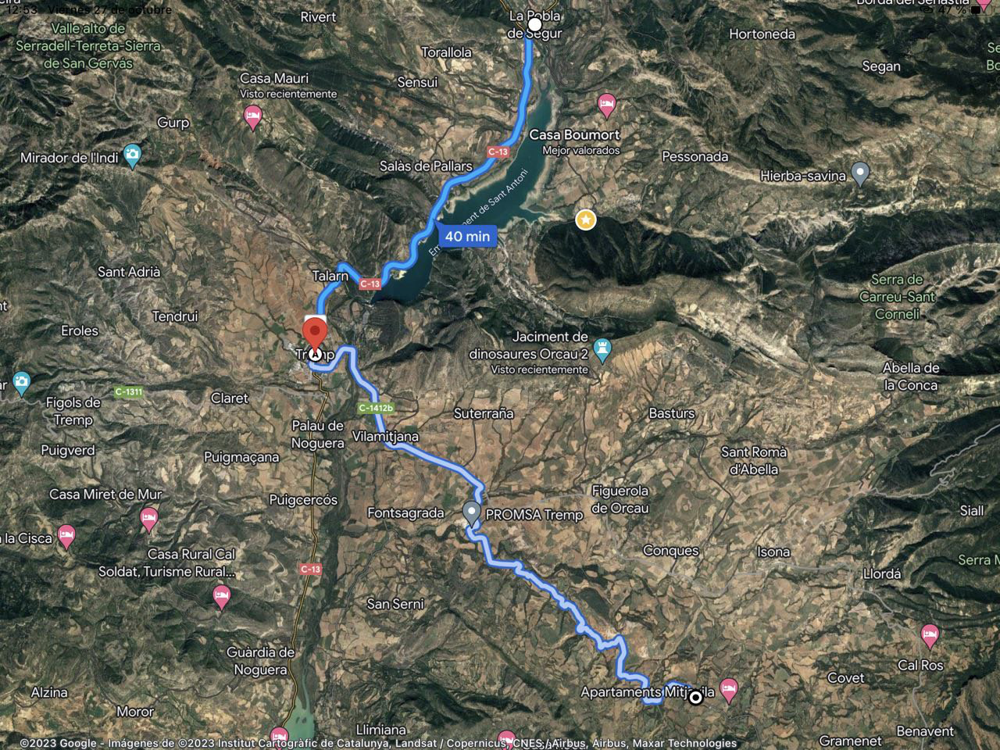 12:53 Viernes 27 de octubre
47 %
La Pobla
de Segur
Rivert
Valle alto de
Serradell-Terreta-Sierra
de San Gervás
Hortoneda
Torallola
Segan
Casa Mauri
Visto recientemente
Sensui
Gurp
Casa Boumort
Mejor valorados
C-13
Mirador de l'Indi
Salàs de Pallars
Pessonada
Hierba-savina
ment de Sant Antoni
40 min
Sant Adrià
Talarn
C-13
Serra de
Carreu-Sant
Corneli
Tendrui
Eroles
Jaciment de
dinosaures Orcau 2
Visto recientemente
Tremp
Abella de
la Conca
C-1311
Fígols de
Tremp
Claret
C-1412b
Suterraña
Basturs
Palau de
Noguera
Vilamitjana
Puigverd
Puigmaçana
Sant Romà
d'Abella
Casa Miret de Mur
Puigcercós
Fontsagrada
PROMSA Tremp
Figuerola
de Orcau
Siall
la Cisca
Casa Rural Cal
Soldat, Turisme Rural...
C-13
Conques
Isona
Serra M
Llordá
San Serni
Guàrdia de
Noguera
Cal Ros
Covet
Alzina
Apartaments Mitjavila
Moror
Llimiana
Benavent
Gramenet
©2023 Google - Imágenes de ©2023 Institut Cartogràfic de Catalunya, Landsat / Copernicus, CNES / Airbus, Airbus, Maxar Technologies